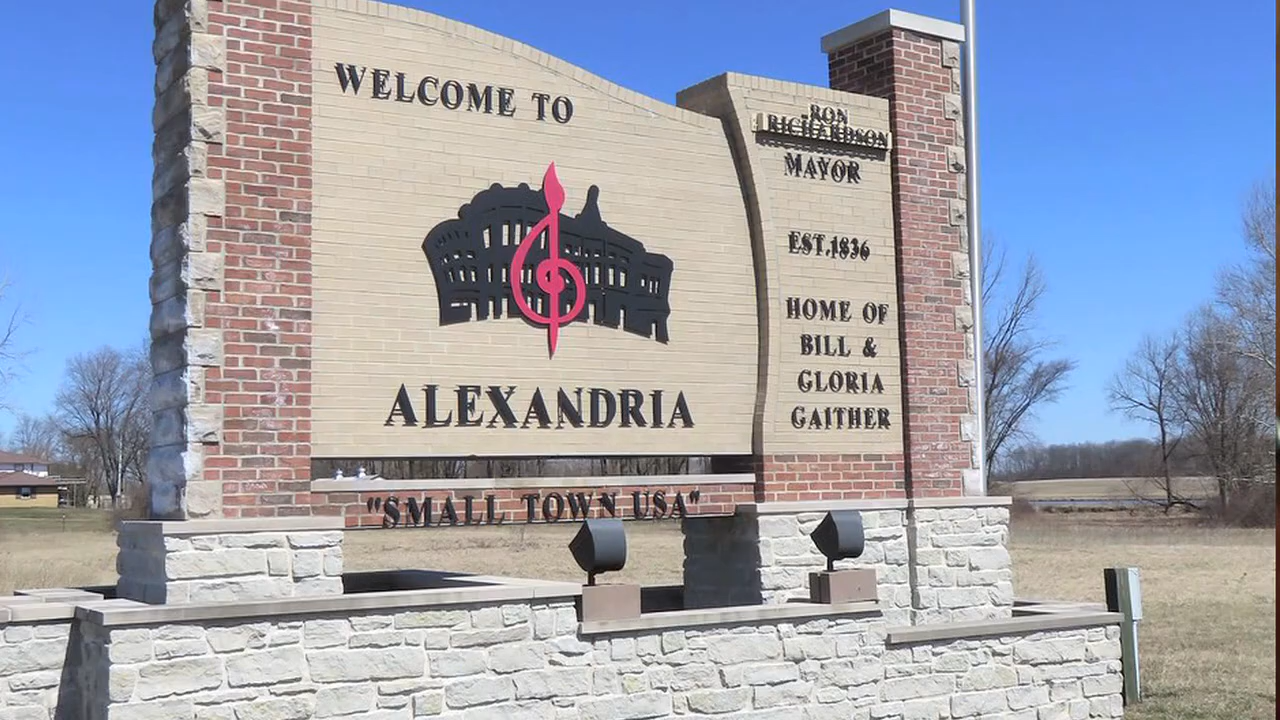 WELCOME TO
ALEXANDRIA
"SMALL TOWN USA"
RON
RICHARDSON
MAYOR
EST.1836
HOME OF
BILL &
GLORIA
GAITHER